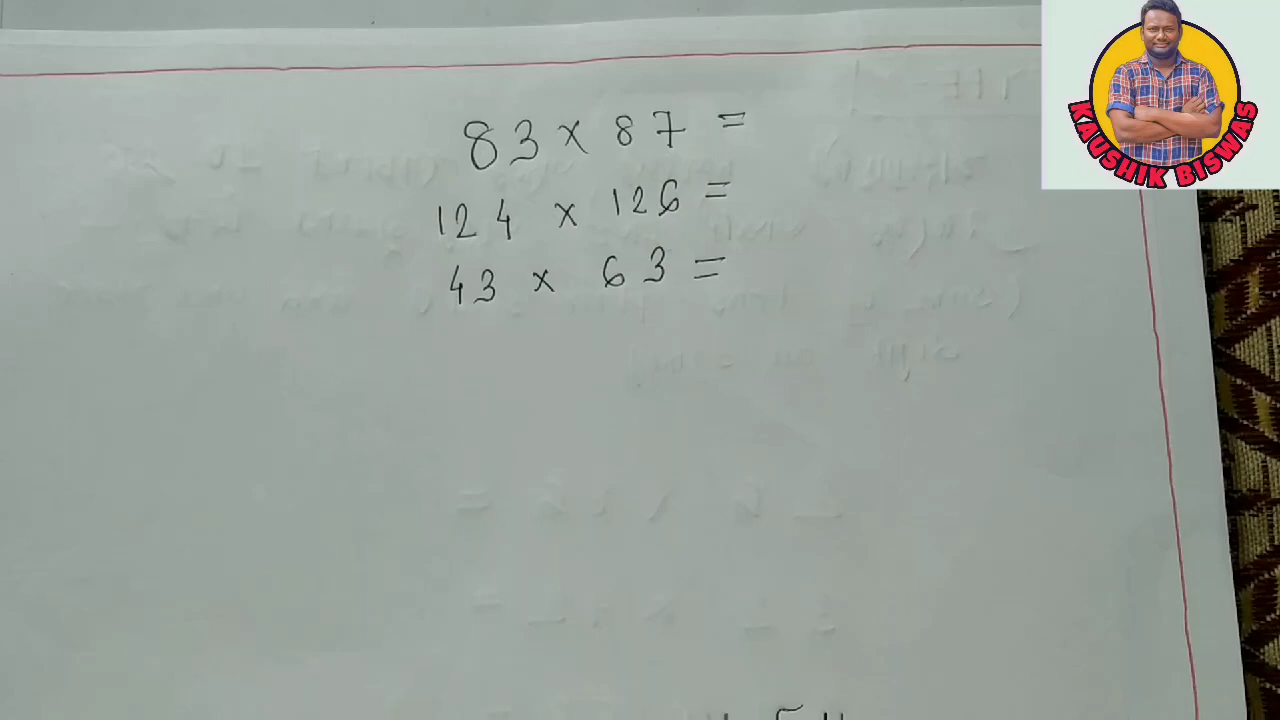 83 x 87 =
124 x 126 =
43 x 63 =
KAUSHIK BISWAS